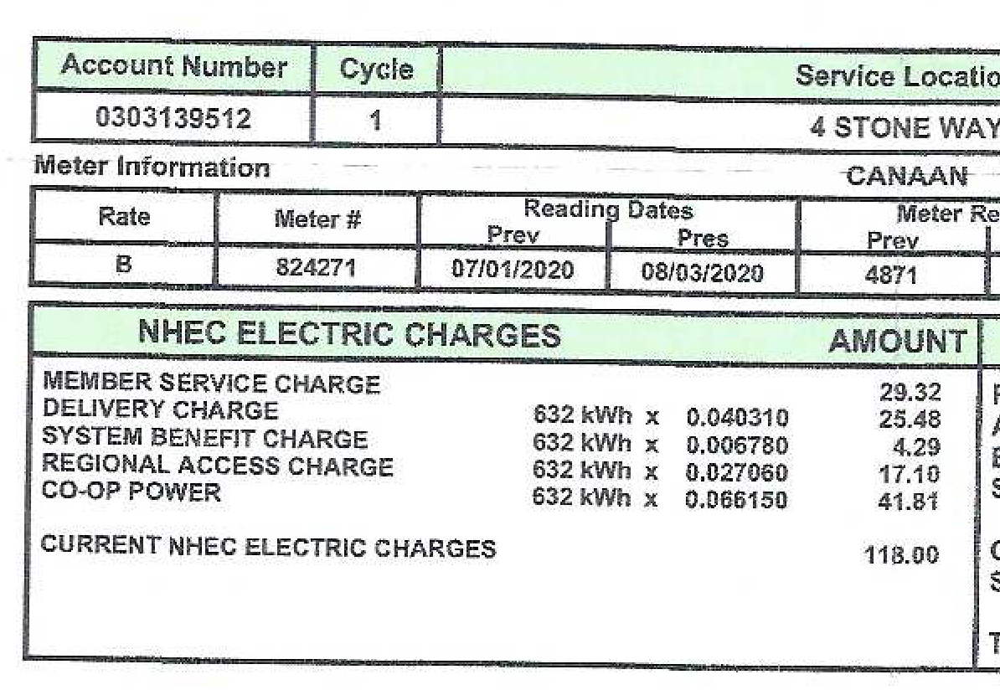 Account Number Cycle Service Locatio
0303139512 1 4 STONE WAY
Meter Information CANAAN
Rate Meter # Reading Dates Meter Re
Prev Pres Prev
B 824271 07/01/2020 08/03/2020 4871
NHEC ELECTRIC CHARGES AMOUNT
MEMBER SERVICE CHARGE 29.32
DELIVERY CHARGE 632 kWh x 0.040310 25.48
SYSTEM BENEFIT CHARGE 632 kWh x 0.006780 4.29
REGIONAL ACCESS CHARGE 632 kWh x 0.027060 17.10
CO-OP POWER 632 kWh x 0.066150 41.81
CURRENT NHEC ELECTRIC CHARGES 118.00